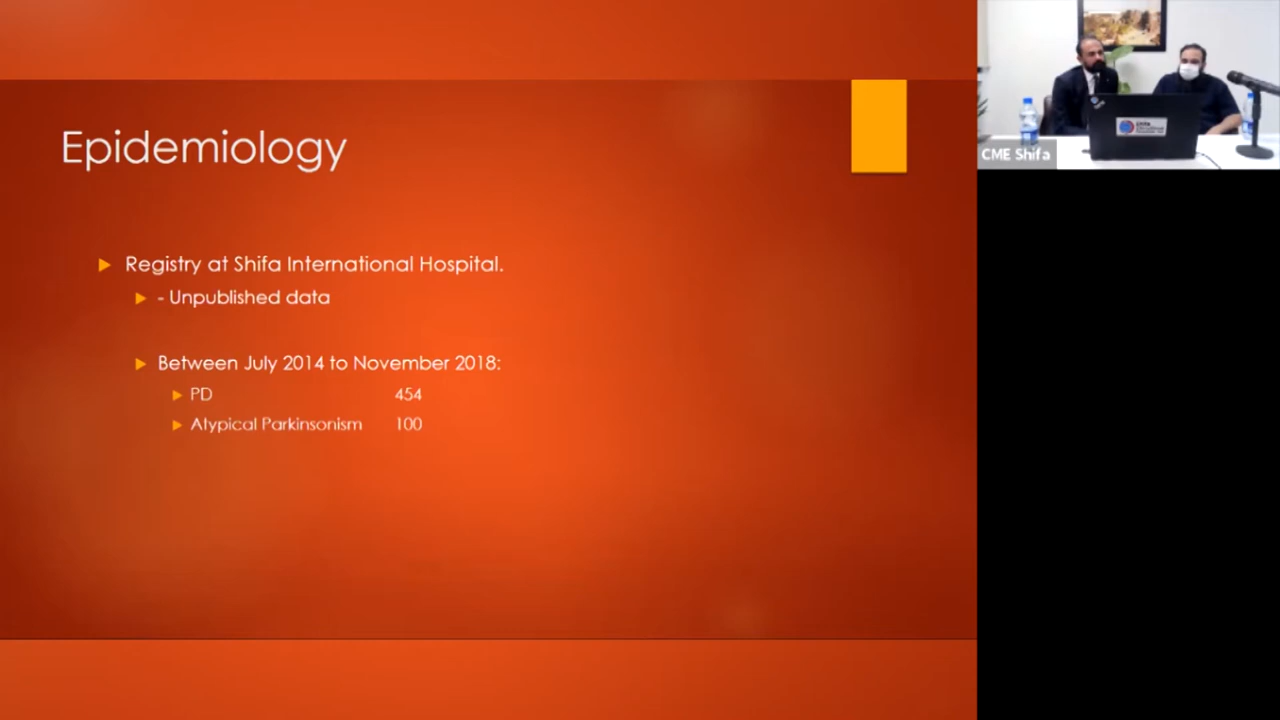 Epidemiology
Registry at Shifa International Hospital.
- Unpublished data
Between July 2014 to November 2018:
PD 454
Atypical Parkinsonism 100
CME Shifa